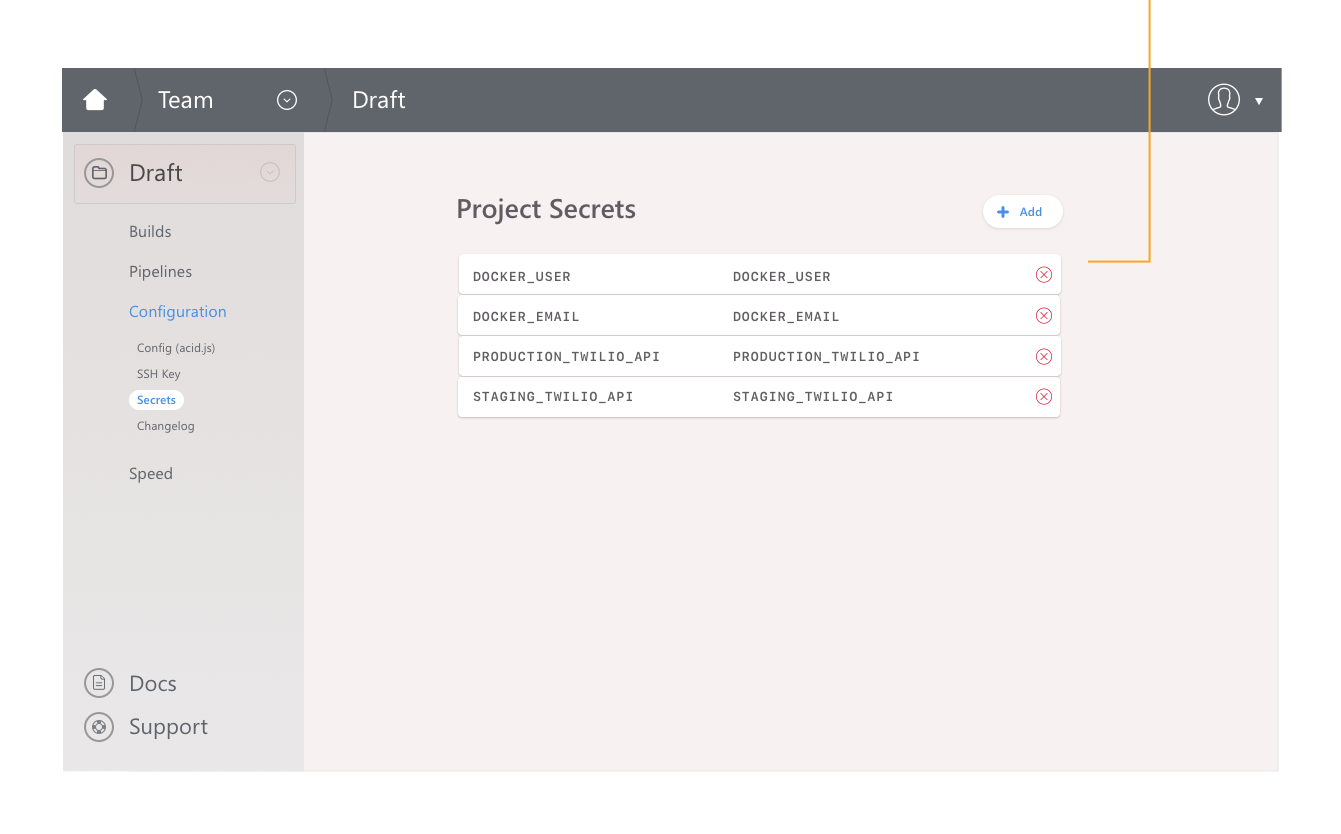 Team
Draft
Draft
Builds
Pipelines
Configuration
Config (acid.js)
SSH Key
Secrets
Changelog
Speed
Docs
Support
Project Secrets
Add
DOCKER_USER DOCKER_USER
DOCKER_EMAIL DOCKER_EMAIL
PRODUCTION_TWILIO_API PRODUCTION_TWILIO_API
STAGING_TWILIO_API STAGING_TWILIO_API